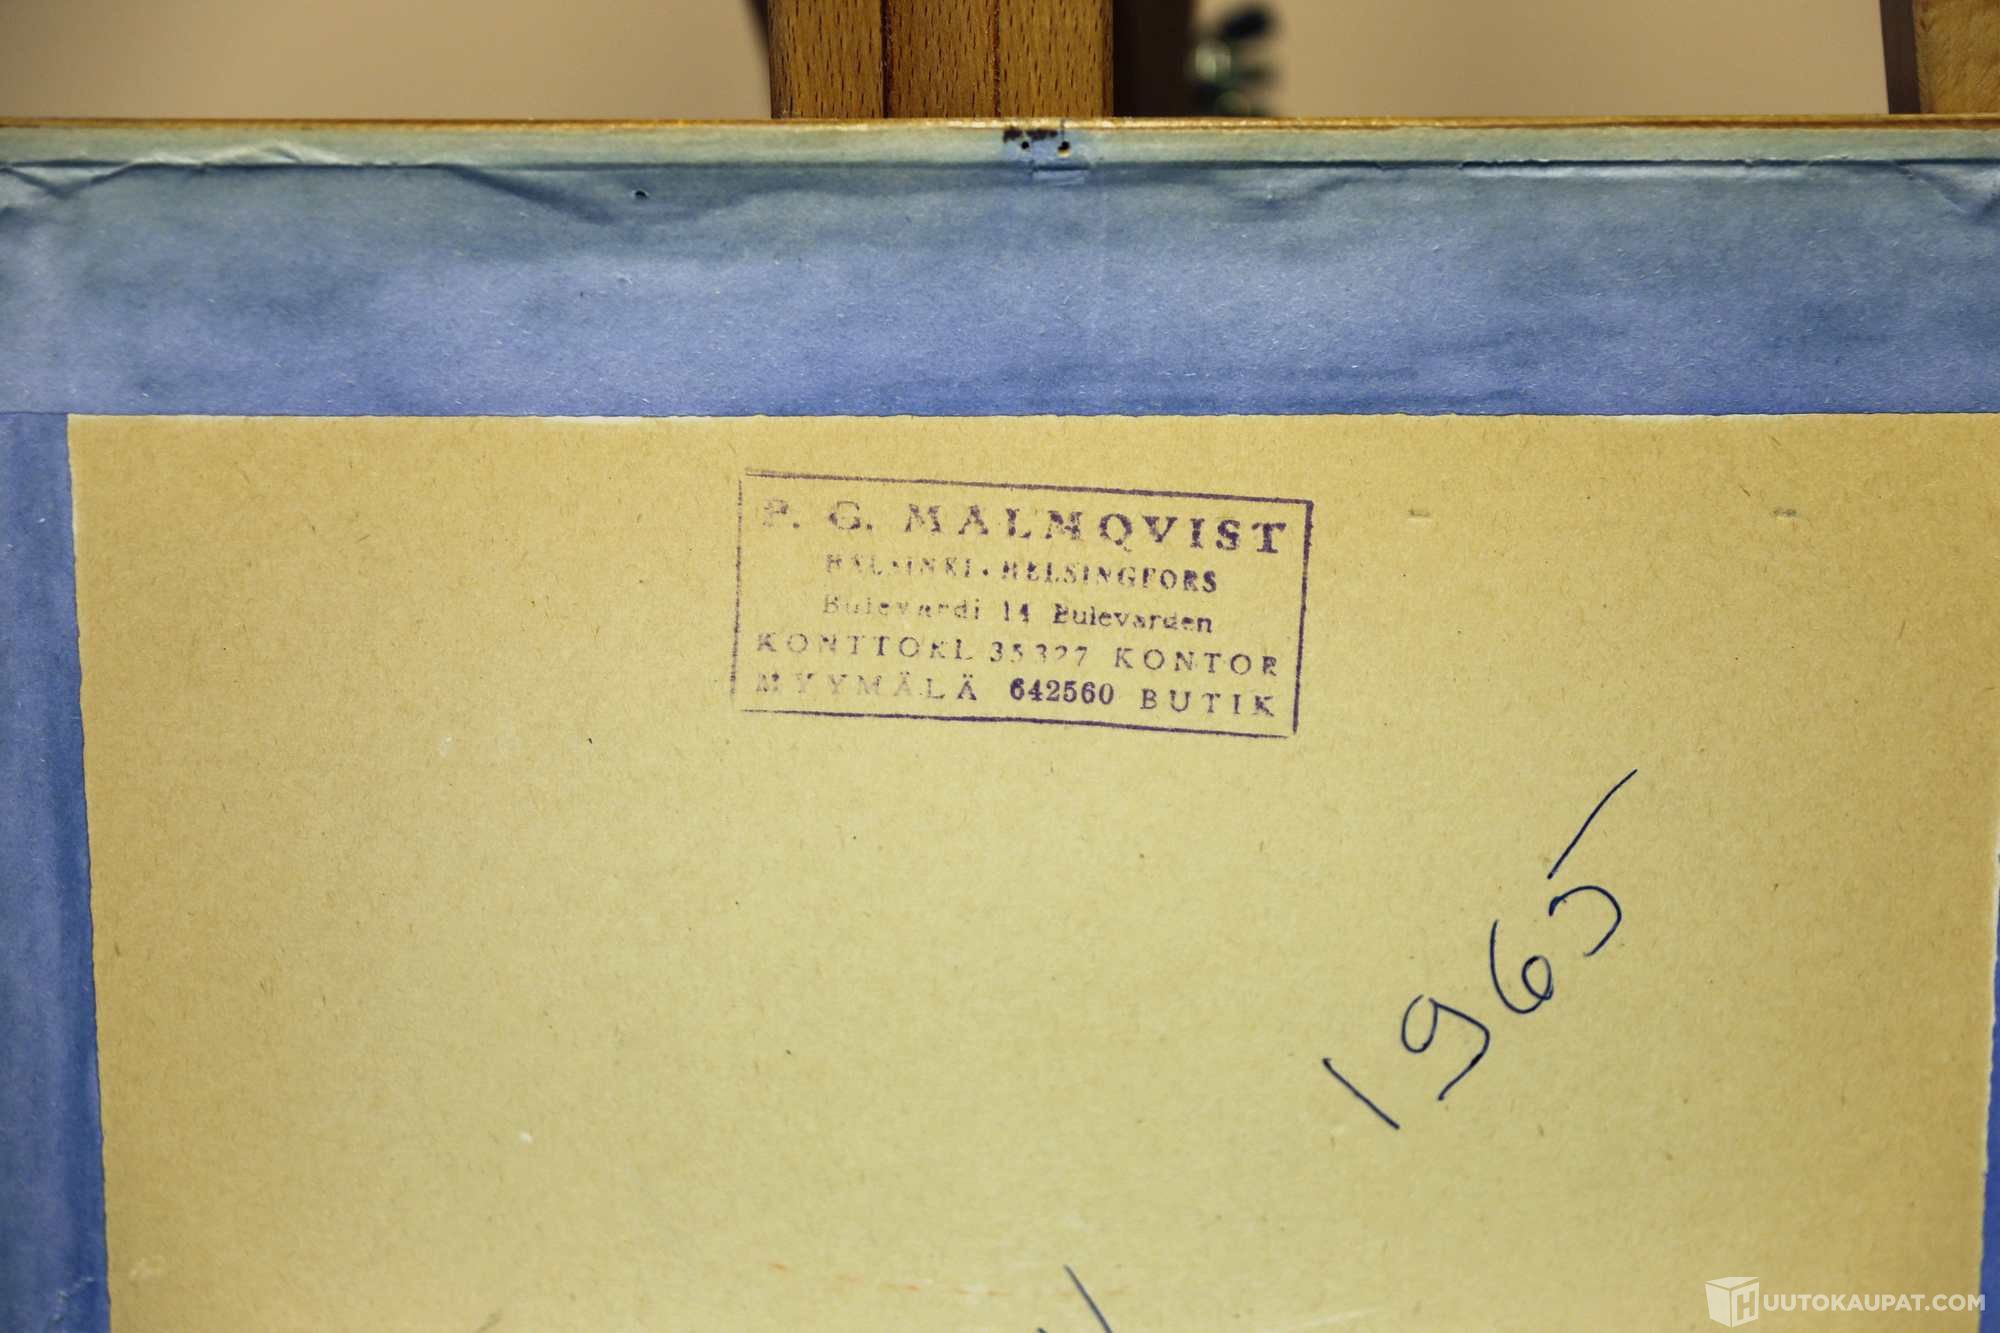 P. G. MALMQVIST
HELSINKI - HELSINGFORS
Bulevardi 14 Bulevarden
KONTTORI 35327 KONTOR
MYYMÄLÄ 642560 BUTIK
1965
HUUTOKAUPAT.COM